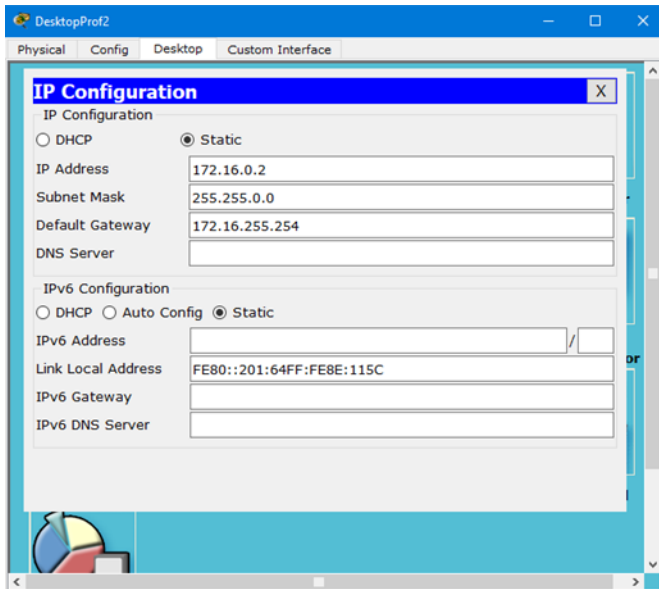 DesktopProf2
Physical Config Desktop Custom Interface
IP Configuration X
IP Configuration
DHCP Static
IP Address 172.16.0.2
Subnet Mask 255.255.0.0
Default Gateway 172.16.255.254
DNS Server
IPv6 Configuration
DHCP Auto Config Static
IPv6 Address /
Link Local Address FE80::201:64FF:FE8E:115C
IPv6 Gateway
IPv6 DNS Server
or